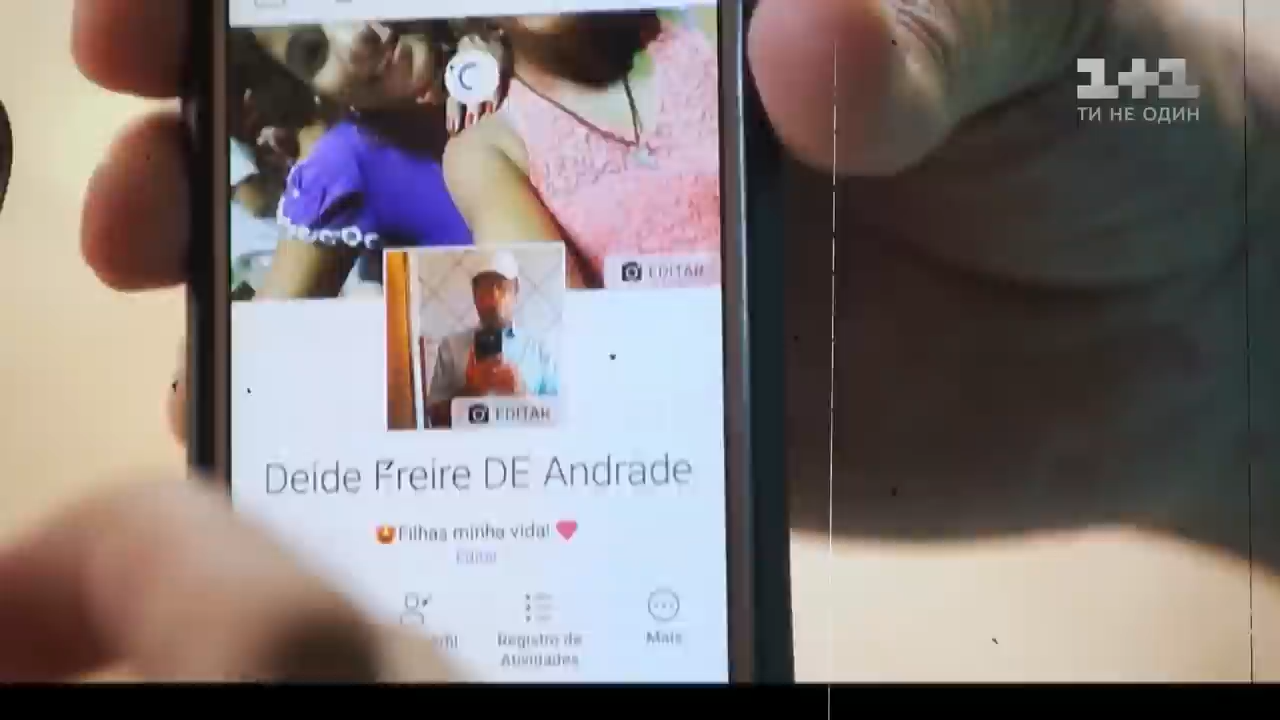 1+1
ТИ НЕ ОДИН
EDITAR
EDITAR
Deide Freire DE Andrade
Filhas minha vida!
Editar
Registro de
Atividades
Mais